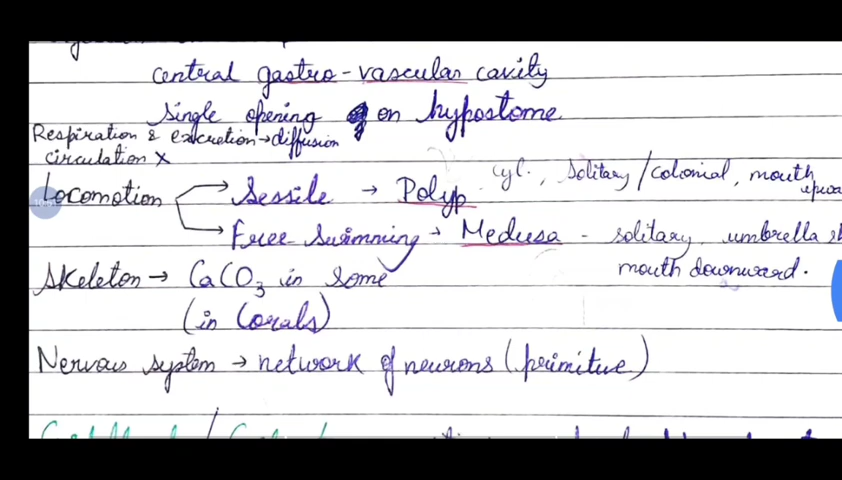 central gastro-vascular cavity
single opening on hypostome
Respiration & excretion → diffusion
circulation X
Locomotion → Sessile → Polyp cyl., solitary/colonial, mouth
→ Free swimming → Medusa - solitary, umbrella
mouth downward.
Skeleton → CaCO3 in some
(in Corals)
Nervous system → network of neurons (primitive)